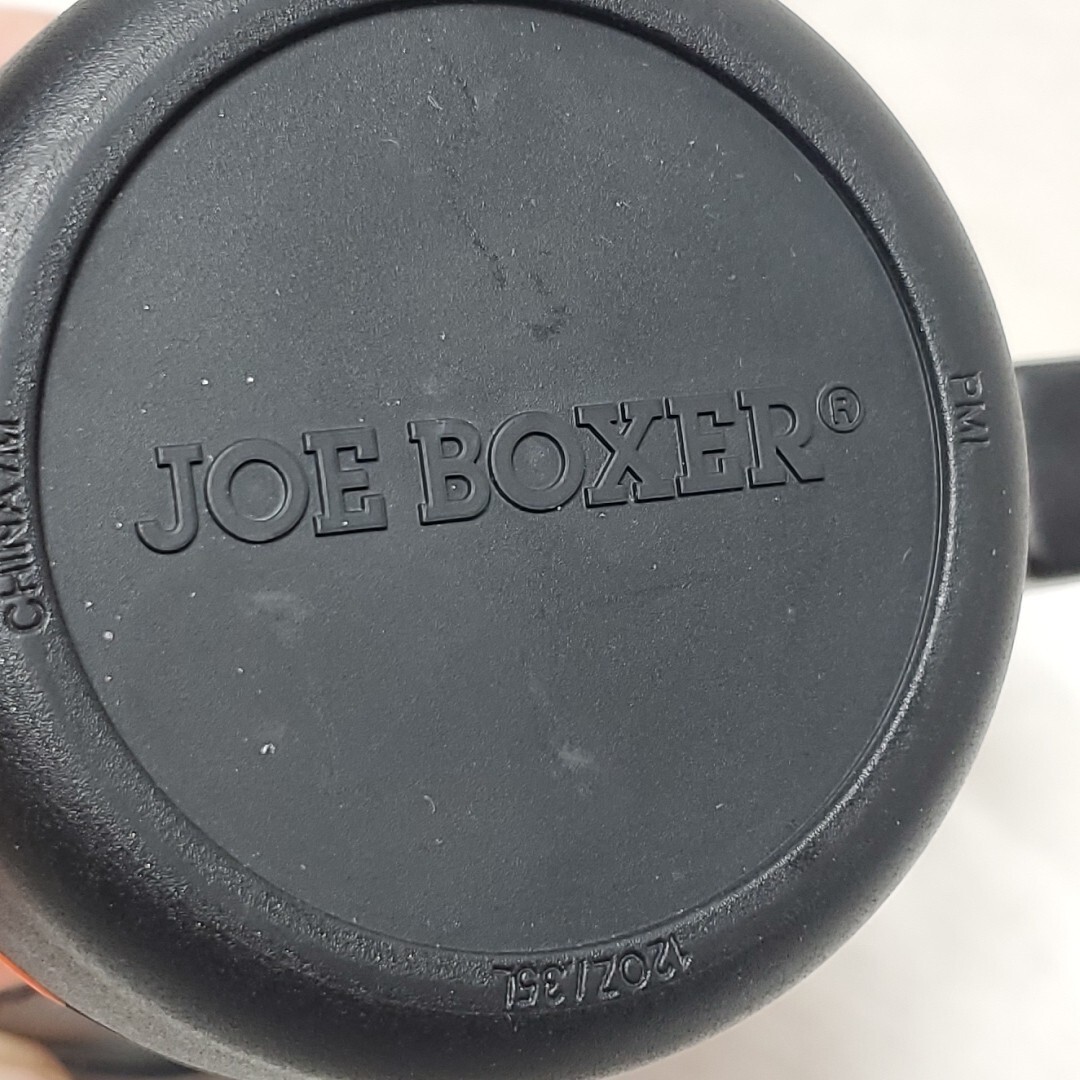 JOE BOXER®
PMI
12OZ/.35L
CHINA/M